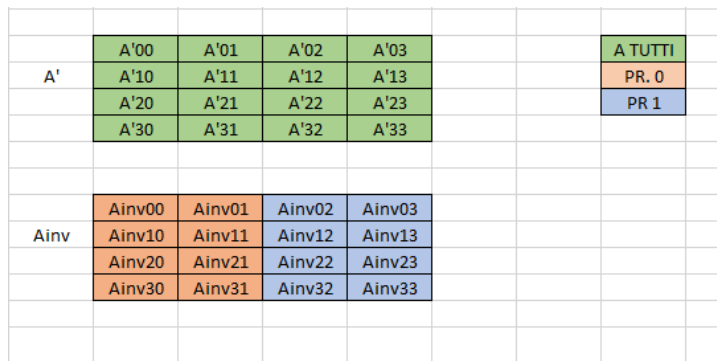 A'00 A'01 A'02 A'03 A TUTTI
A' A'10 A'11 A'12 A'13 PR. 0
A'20 A'21 A'22 A'23 PR 1
A'30 A'31 A'32 A'33
Ainv00 Ainv01 Ainv02 Ainv03
Ainv Ainv10 Ainv11 Ainv12 Ainv13
Ainv20 Ainv21 Ainv22 Ainv23
Ainv30 Ainv31 Ainv32 Ainv33